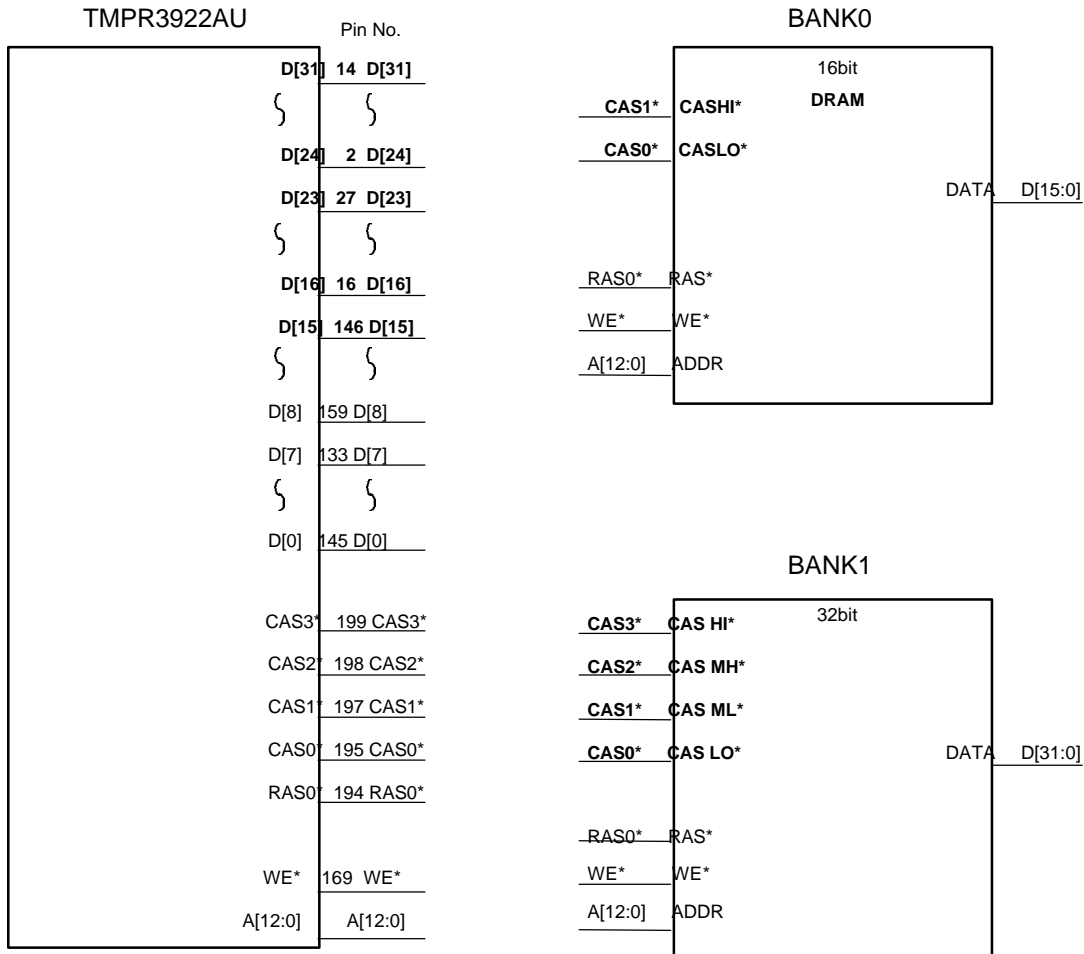 TMPR3922AU
Pin No.
D[31] 14 D[31]
D[24] 2 D[24]
D[23] 27 D[23]
D[16] 16 D[16]
D[15] 146 D[15]
D[8] 159 D[8]
D[7] 133 D[7]
D[0] 145 D[0]
CAS3* 199 CAS3*
CAS2* 198 CAS2*
CAS1* 197 CAS1*
CAS0* 195 CAS0*
RAS0* 194 RAS0*
WE* 169 WE*
A[12:0] A[12:0]
BANK0
16bit
DRAM
CAS1* CASHI*
CAS0* CASLO*
DATA D[15:0]
RAS0* RAS*
WE* WE*
A[12:0] ADDR
BANK1
32bit
CAS3* CAS HI*
CAS2* CAS MH*
CAS1* CAS ML*
CAS0* CAS LO*
DATA D[31:0]
RAS0* RAS*
WE* WE*
A[12:0] ADDR